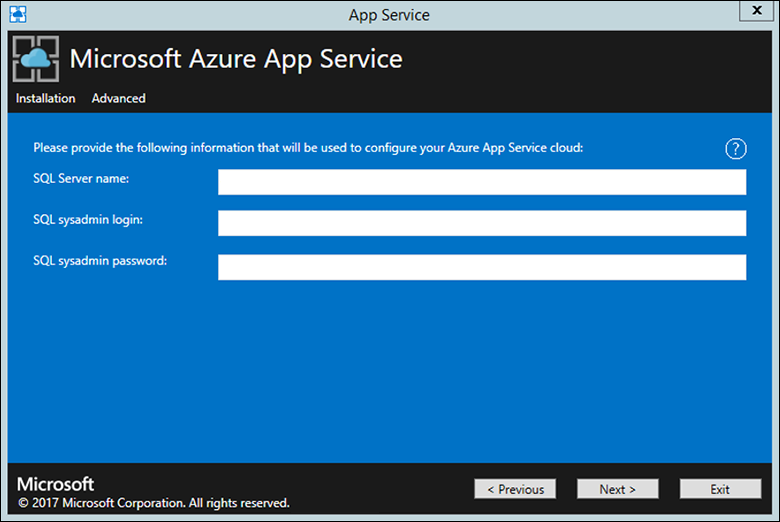 App Service
x
Microsoft Azure App Service
Installation Advanced
Please provide the following information that will be used to configure your Azure App Service cloud:
?
SQL Server name:
SQL sysadmin login:
SQL sysadmin password:
Microsoft
© 2017 Microsoft Corporation. All rights reserved.
< Previous Next > Exit